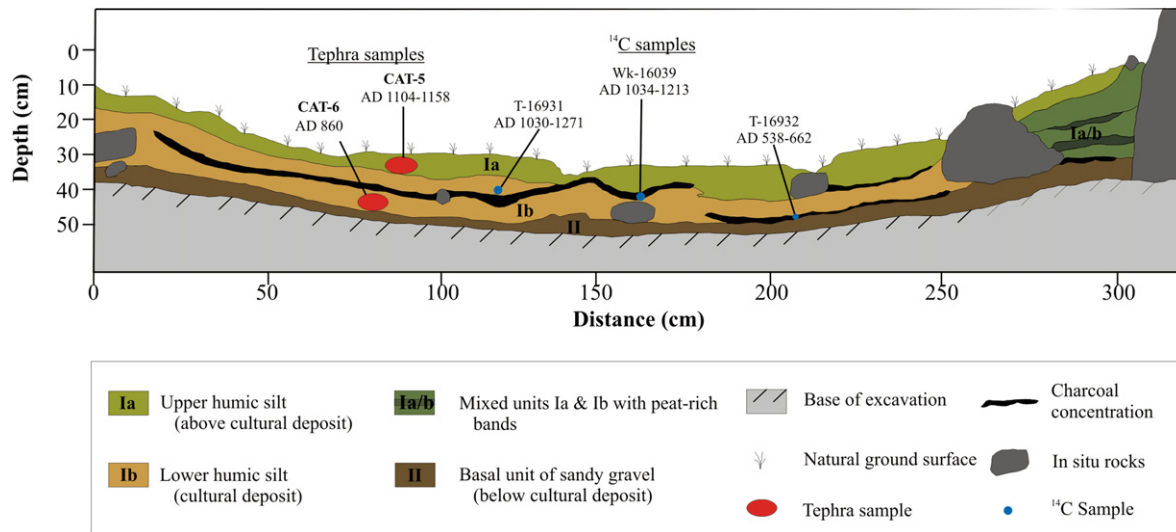 Tephra samples
CAT-5
AD 1104-1158
CAT-6
AD 860
T-16931
AD 1030-1271
¹⁴C samples
Wk-16039
AD 1034-1213
T-16932
AD 538-662
Depth (cm)
0
10
20
30
40
50
Ia
Ib
II
Ia/b
0
50
100
150
200
250
300
Distance (cm)
Ia
Upper humic silt
(above cultural deposit)
Ib
Lower humic silt
(cultural deposit)
Ia/b
Mixed units Ia & Ib with peat-rich
bands
II
Basal unit of sandy gravel
(below cultural deposit)
Base of excavation
Natural ground surface
Tephra sample
Charcoal
concentration
In situ rocks
¹⁴C Sample